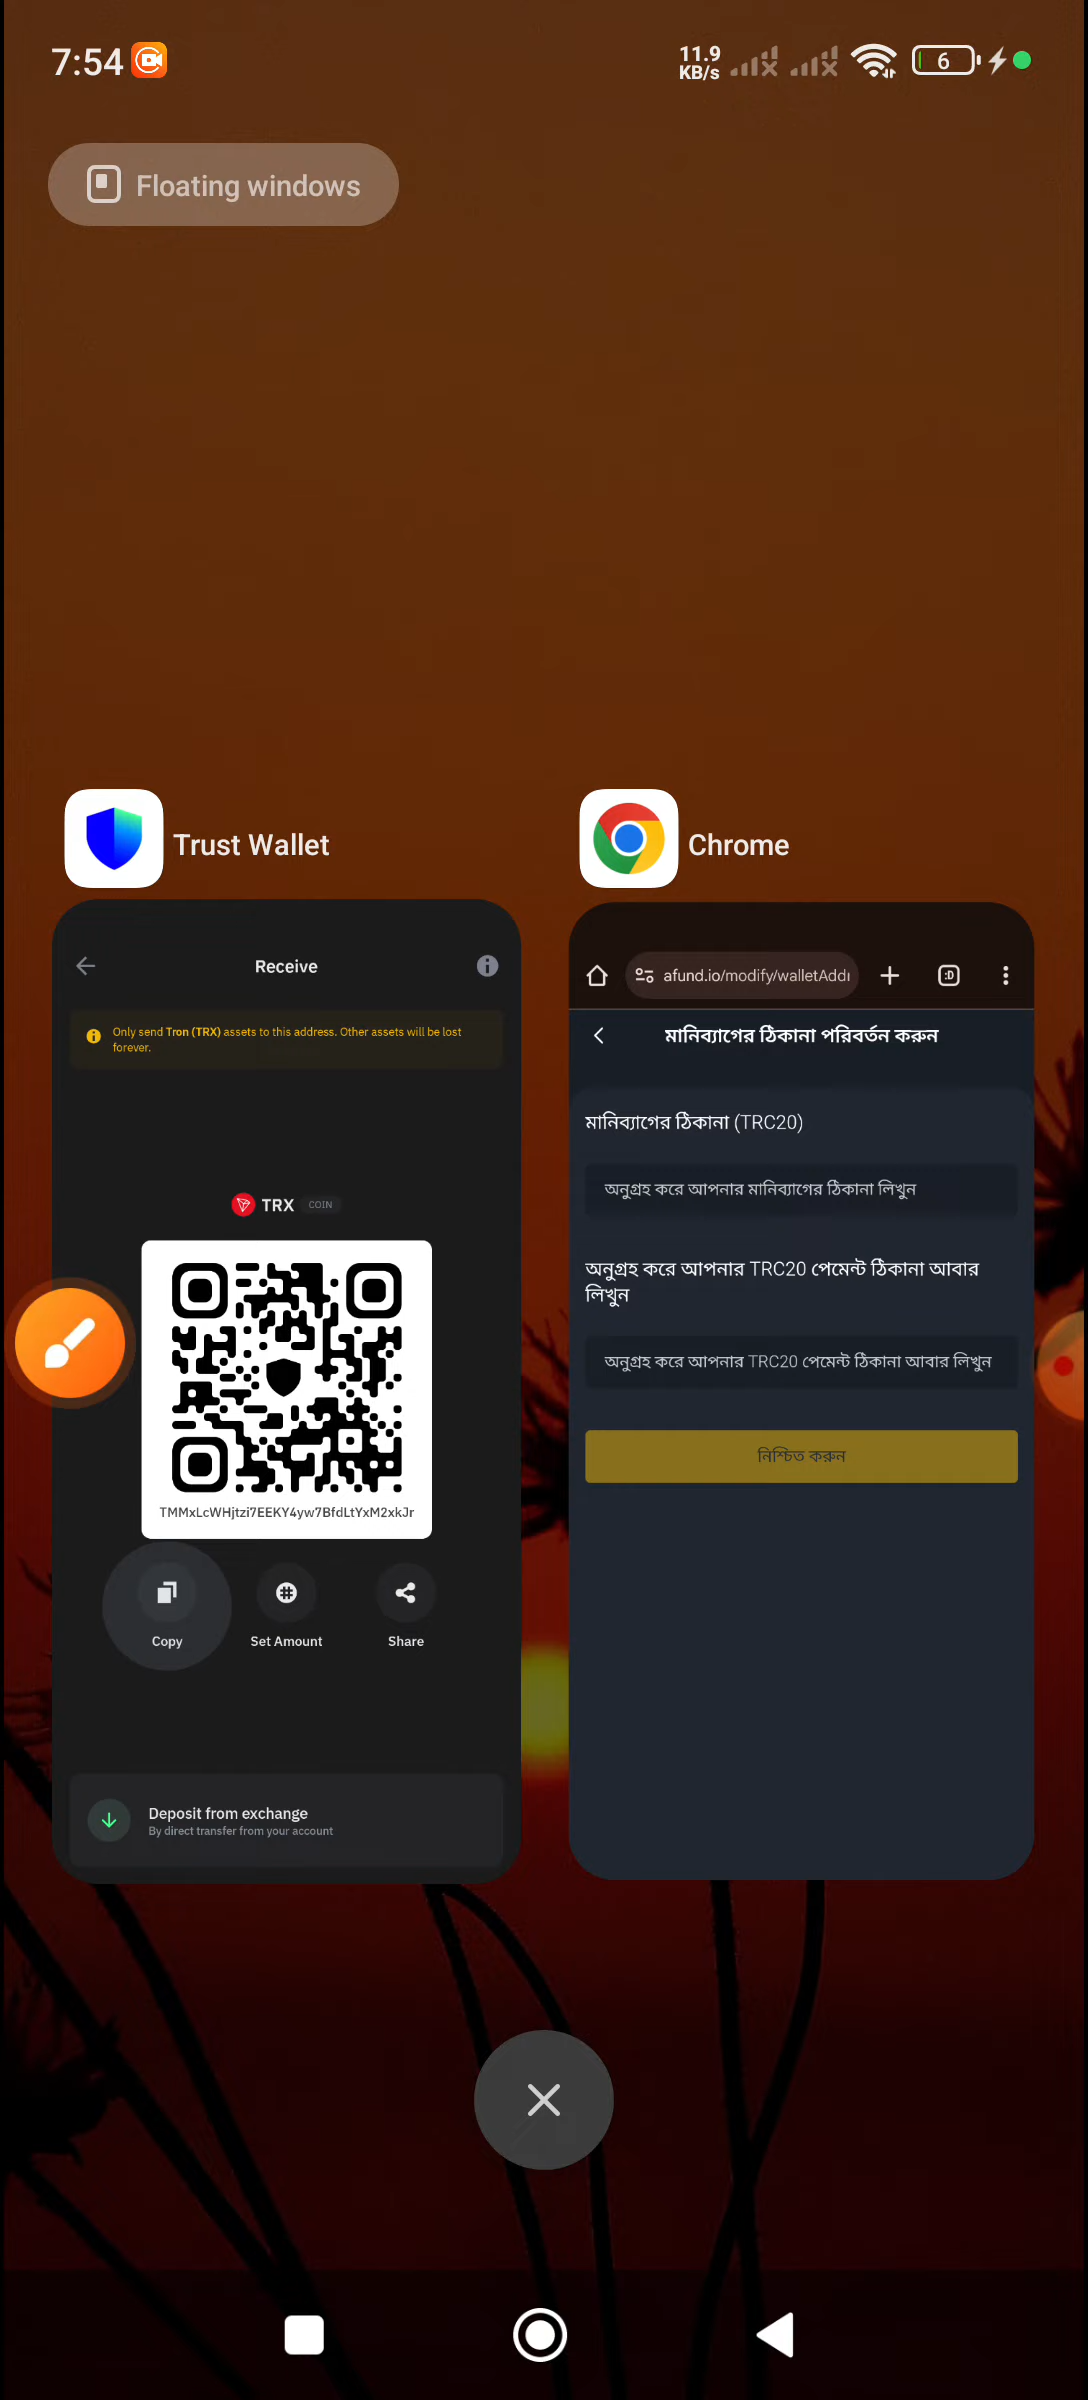 7:54
11.9
KB/s
6
Floating windows
Trust Wallet
Receive
Only send Tron (TRX) assets to this address. Other assets will be lost
forever.
TRX COIN
TMMxLcWHjtzi7EEKY4yw7BfdLtYxM2xkJr
Copy
Set Amount
Share
Deposit from exchange
By direct transfer from your account
Chrome
afund.io/modify/walletAddr
:D
মানিব্যাগের ঠিকানা পরিবর্তন করুন
মানিব্যাগের ঠিকানা (TRC20)
অনুগ্রহ করে আপনার মানিব্যাগের ঠিকানা লিখুন
অনুগ্রহ করে আপনার TRC20 পেমেন্ট ঠিকানা আবার
লিখুন
অনুগ্রহ করে আপনার TRC20 পেমেন্ট ঠিকানা আবার লিখুন
নিশ্চিত করুন